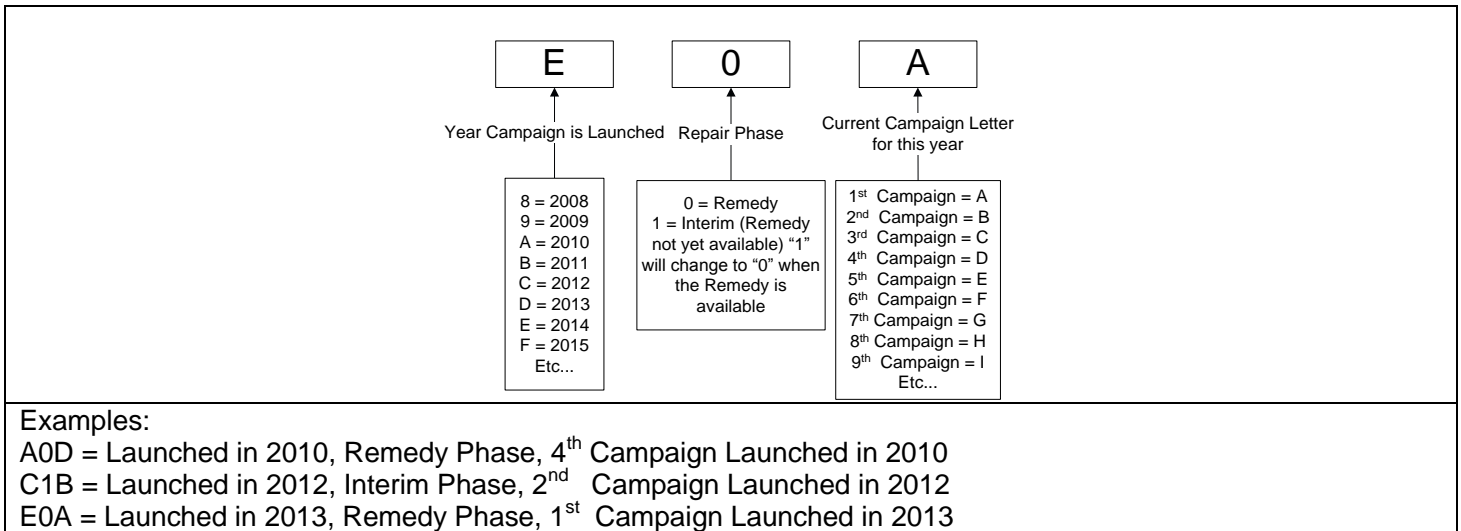 E 0 A
Year Campaign is Launched
Repair Phase
Current Campaign Letter
for this year
8 = 2008
9 = 2009
A = 2010
B = 2011
C = 2012
D = 2013
E = 2014
F = 2015
Etc...
0 = Remedy
1 = Interim (Remedy
not yet available) “1”
will change to “0” when
the Remedy is
available
1st Campaign = A
2nd Campaign = B
3rd Campaign = C
4th Campaign = D
5th Campaign = E
6th Campaign = F
7th Campaign = G
8th Campaign = H
9th Campaign = I
Etc...
Examples:
A0D = Launched in 2010, Remedy Phase, 4th Campaign Launched in 2010
C1B = Launched in 2012, Interim Phase, 2nd Campaign Launched in 2012
E0A = Launched in 2013, Remedy Phase, 1st Campaign Launched in 2013